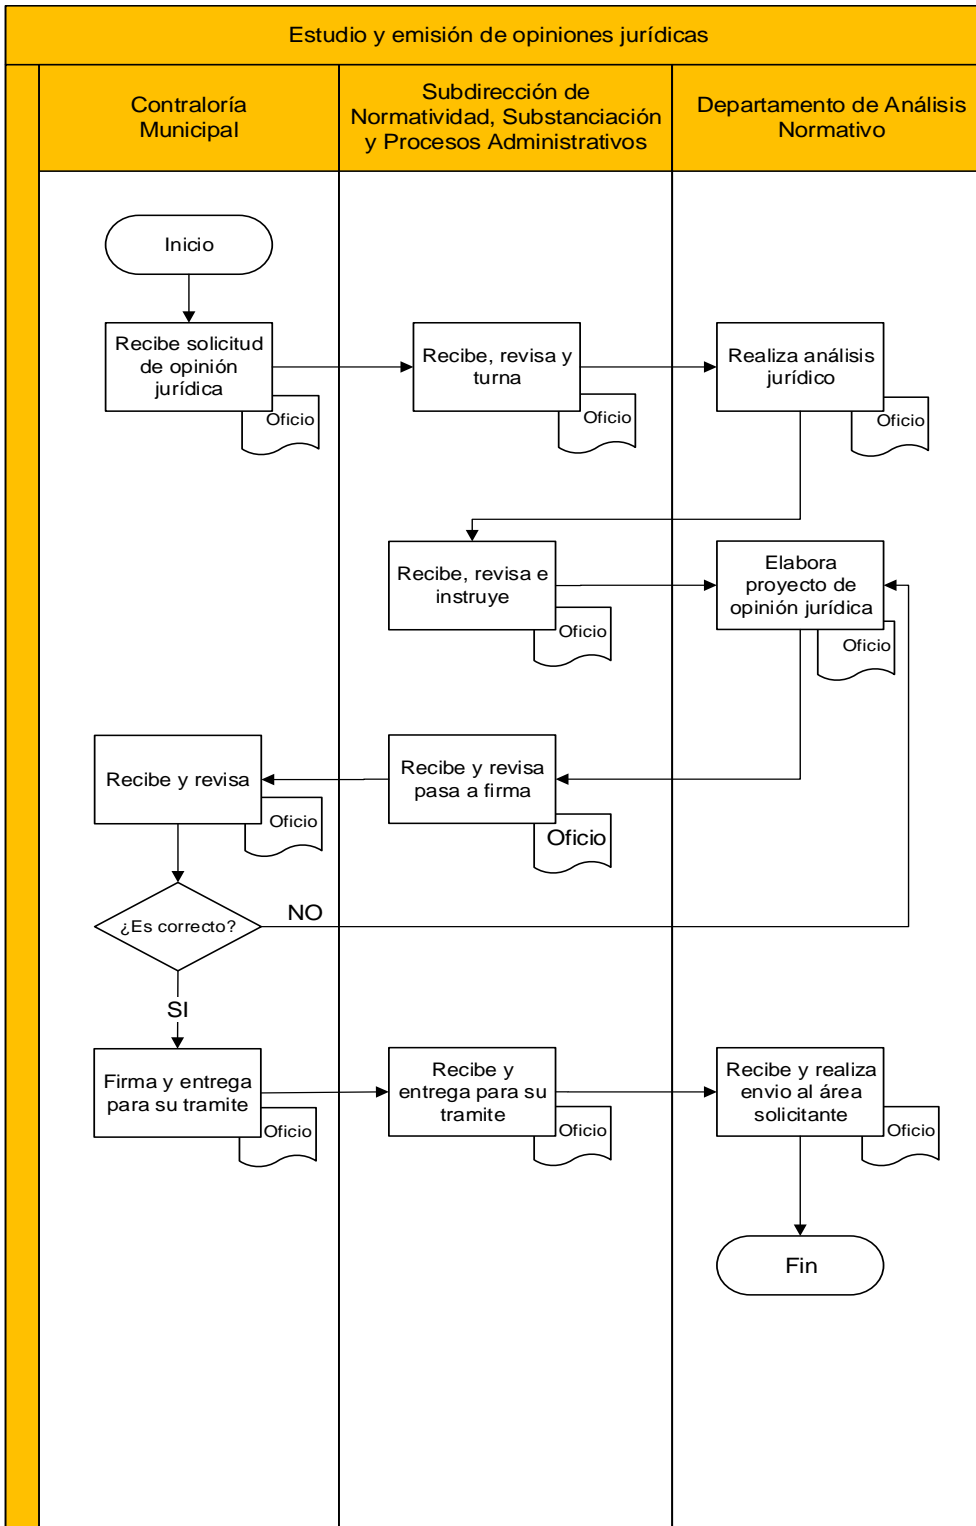 Estudio y emisión de opiniones jurídicas
Contraloría
Municipal
Subdirección de
Normatividad, Substanciación
y Procesos Administrativos
Departamento de Análisis
Normativo
Inicio
Recibe solicitud
de opinión
jurídica
Oficio
Recibe, revisa y
turna
Oficio
Realiza análisis
jurídico
Oficio
Recibe, revisa e
instruye
Oficio
Elabora
proyecto de
opinión jurídica
Oficio
Recibe y revisa
pasa a firma
Oficio
Recibe y revisa
Oficio
¿Es correcto?
NO
SI
Firma y entrega
para su tramite
Oficio
Recibe y
entrega para su
tramite
Oficio
Recibe y realiza
envio al área
solicitante
Oficio
Fin